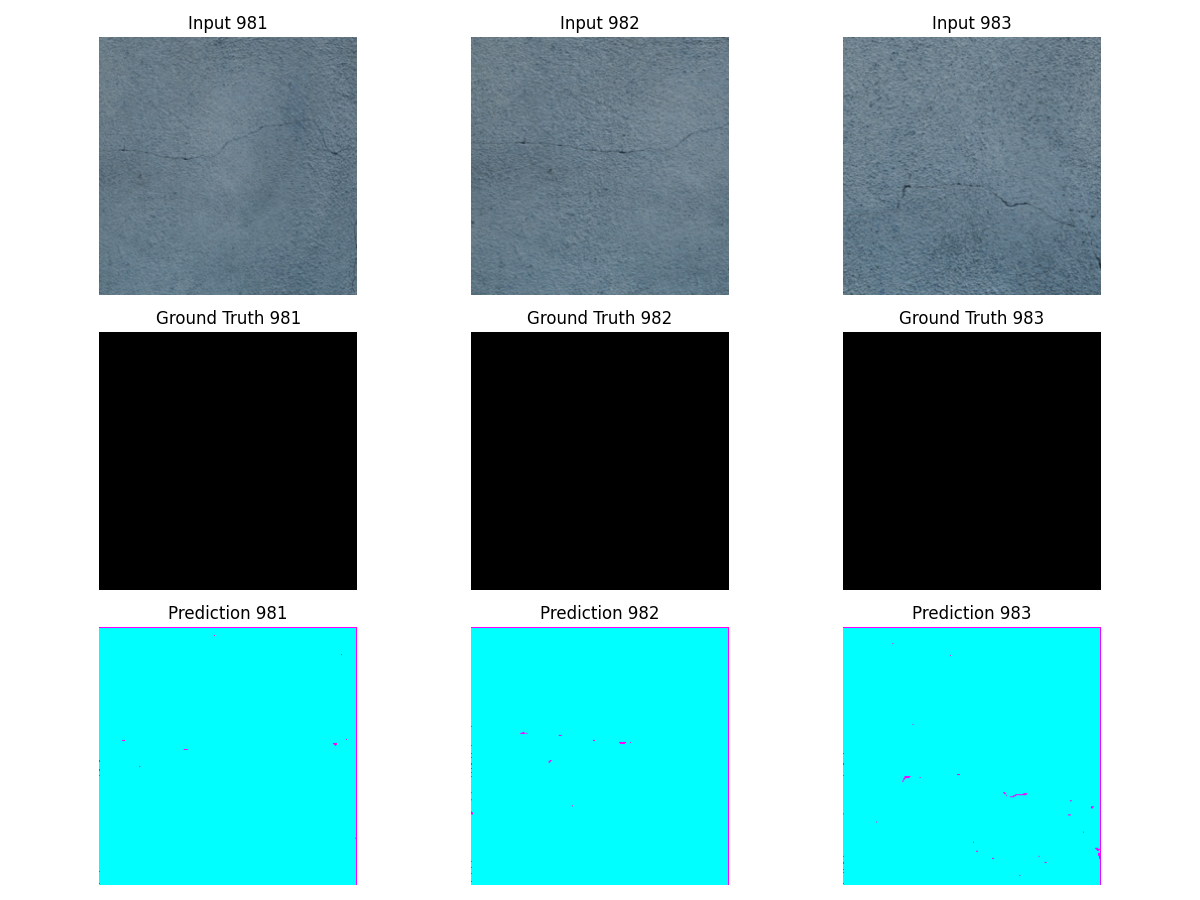 Input 981
Input 982
Input 983
Ground Truth 981
Ground Truth 982
Ground Truth 983
Prediction 981
Prediction 982
Prediction 983